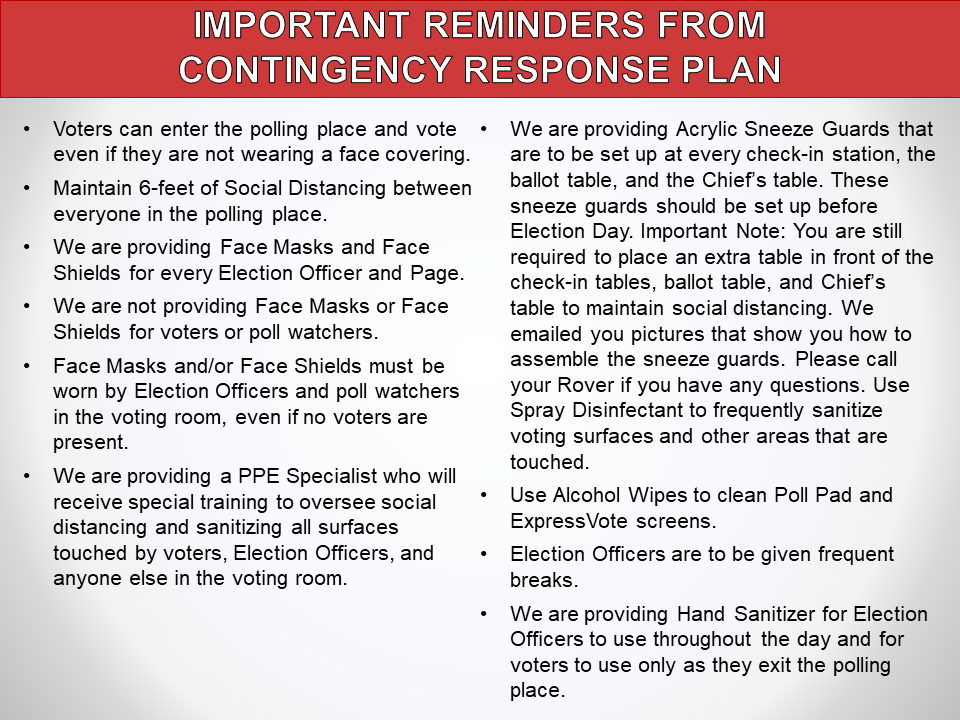 IMPORTANT REMINDERS FROM
CONTINGENCY RESPONSE PLAN
• Voters can enter the polling place and vote
even if they are not wearing a face covering.
• Maintain 6-feet of Social Distancing between
everyone in the polling place.
• We are providing Face Masks and Face
Shields for every Election Officer and Page.
• We are not providing Face Masks or Face
Shields for voters or poll watchers.
• Face Masks and/or Face Shields must be
worn by Election Officers and poll watchers
in the voting room, even if no voters are
present.
• We are providing a PPE Specialist who will
receive special training to oversee social
distancing and sanitizing all surfaces
touched by voters, Election Officers, and
anyone else in the voting room.
• We are providing Acrylic Sneeze Guards that
are to be set up at every check-in station, the
ballot table, and the Chief’s table. These
sneeze guards should be set up before
Election Day. Important Note: You are still
required to place an extra table in front of the
check-in tables, ballot table, and Chief’s
table to maintain social distancing. We
emailed you pictures that show you how to
assemble the sneeze guards. Please call
your Rover if you have any questions. Use
Spray Disinfectant to frequently sanitize
voting surfaces and other areas that are
touched.
• Use Alcohol Wipes to clean Poll Pad and
ExpressVote screens.
• Election Officers are to be given frequent
breaks.
• We are providing Hand Sanitizer for Election
Officers to use throughout the day and for
voters to use only as they exit the polling
place.